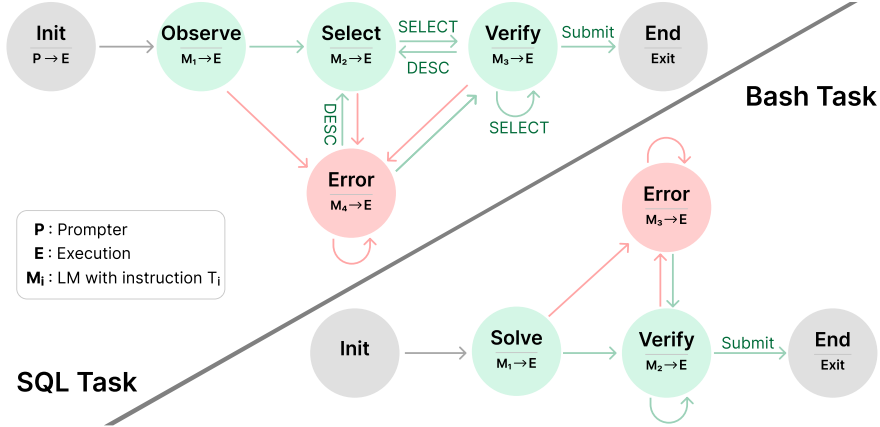 Init
P → E
Observe
M₁→E
Select
M₂→E
SELECT
DESC
Verify
M₃→E
SELECT
Submit
End
Exit
Bash Task
DESC
Error
M₄→E
Error
M₃→E
P : Prompter
E : Execution
Mᵢ : LM with instruction Tᵢ
Init
Solve
M₁→E
Verify
M₂→E
Submit
End
Exit
SQL Task